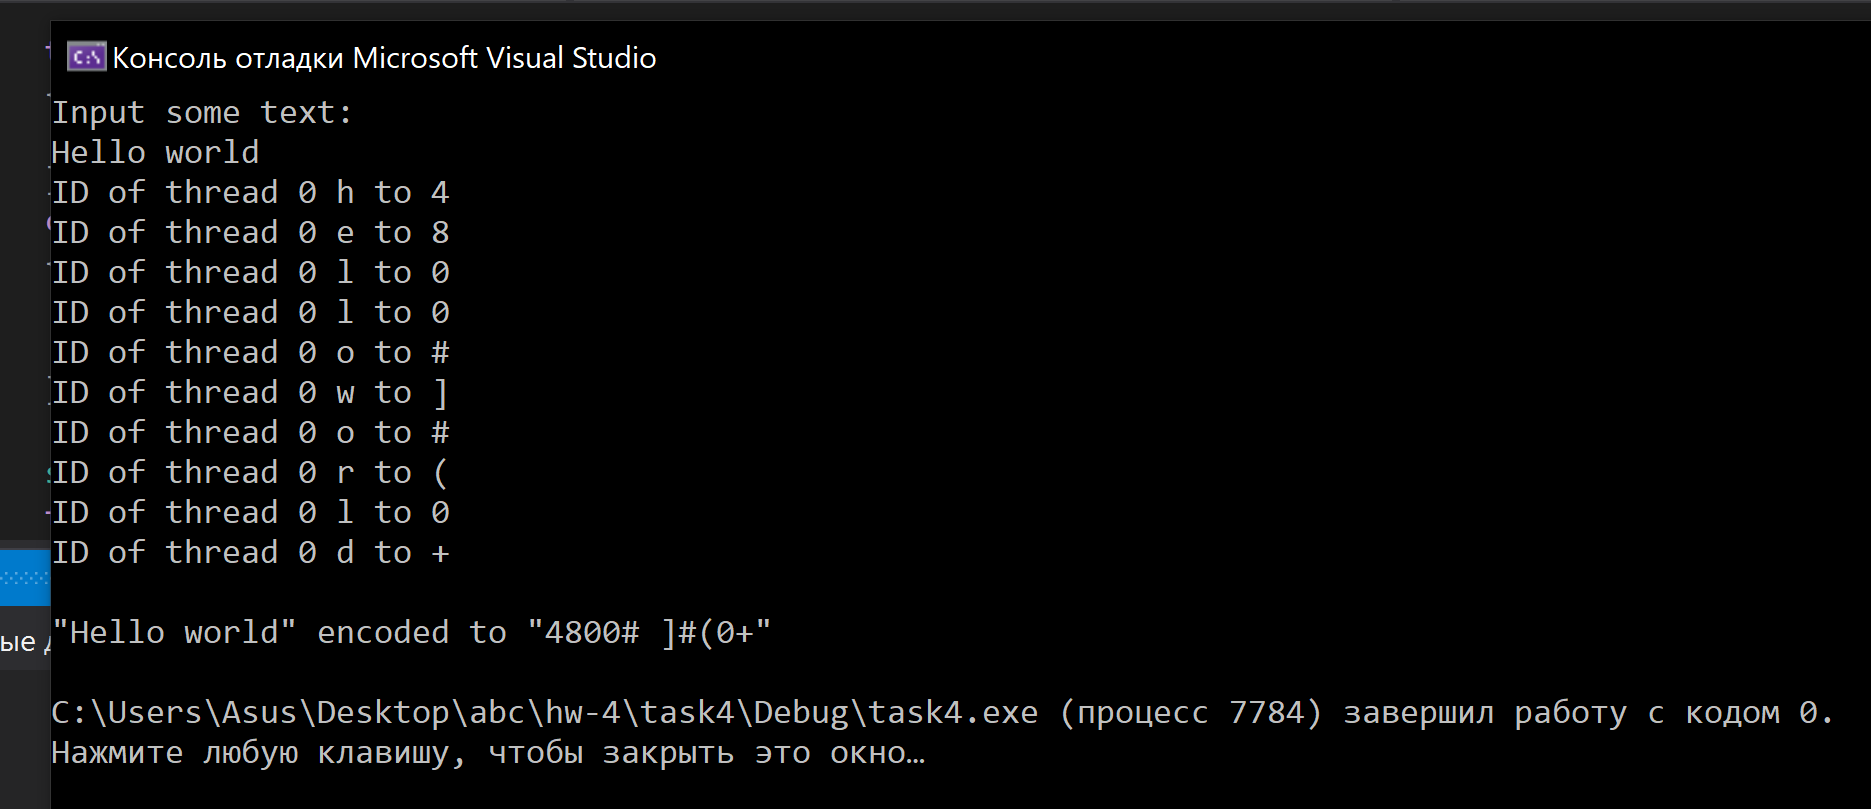 Консоль отладки Microsoft Visual Studio
Input some text:
Hello world
ID of thread 0 h to 4
ID of thread 0 e to 8
ID of thread 0 l to 0
ID of thread 0 l to 0
ID of thread 0 o to #
ID of thread 0 w to ]
ID of thread 0 o to #
ID of thread 0 r to (
ID of thread 0 l to 0
ID of thread 0 d to +
"Hello world" encoded to "4800# ]#(0+"
C:\Users\Asus\Desktop\abc\hw-4\task4\Debug\task4.exe (процесс 7784) завершил работу с кодом 0.
Нажмите любую клавишу, чтобы закрыть это окно…